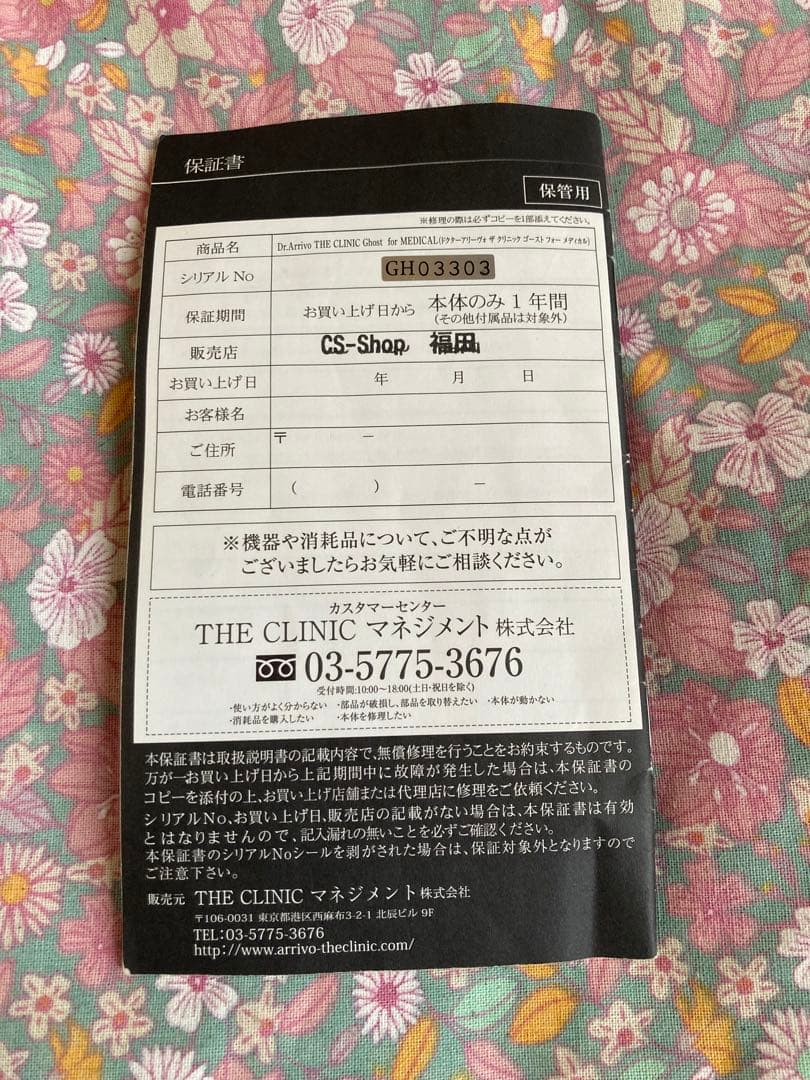 保証書
保管用
※修理の際は必ずコピーを1部添えてください。
商品名 Dr.Arrivo THE CLINIC Ghost for MEDICAL(ドクターアリーヴォ ザ クリニック ゴースト フォー メディカル)
シリアルNo GH03303
保証期間 お買い上げ日から 本体のみ1年間
(その他付属品は対象外)
販売店 CS-Shop 福田
お買い上げ日 年 月 日
お客様名
ご住所 〒 －
電話番号 ( ) －
※機器や消耗品について、ご不明な点が
ございましたらお気軽にご相談ください。
カスタマーセンター
THE CLINIC マネジメント 株式会社
03-5775-3676
受付時間:10:00〜18:00(土日・祝日を除く)
・使い方がよく分からない ・部品が破損し、部品を取り替えたい ・本体が動かない
・消耗品を購入したい ・本体を修理したい
本保証書は取扱説明書の記載内容で、無償修理を行うことをお約束するものです。
万が一お買い上げ日から上記期間中に故障が発生した場合は、本保証書の
コピーを添付の上、お買い上げ店舗または代理店に修理をご依頼ください。
シリアルNo、お買い上げ日、販売店の記載がない場合は、本保証書は有効
とはなりませんので、記入漏れの無いことを必ずご確認ください。
本保証書のシリアルNoシールを剥がされた場合は、保証対象外となりますので
ご注意下さい。
販売元 THE CLINIC マネジメント 株式会社
〒106-0031 東京都港区西麻布3-2-1 北辰ビル 9F
TEL:03-5775-3676
http://www.arrivo-theclinic.com/